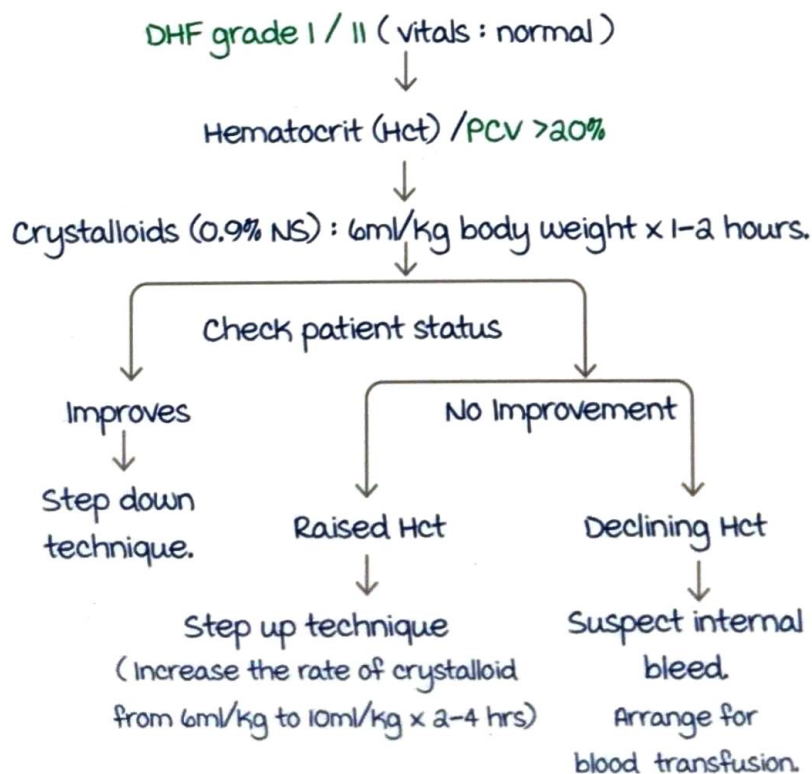 DHF grade I / II (vitals : normal)
Hematocrit (Hct) /PCV >20%
Crystalloids (0.9% NS) : 6ml/kg body weight x 1-2 hours.
Check patient status
Improves
Step down
technique.
No Improvement
Raised Hct
Step up technique
(Increase the rate of crystalloid
from 6ml/kg to 10ml/kg x 2-4 hrs)
Declining Hct
Suspect internal
bleed.
Arrange for
blood transfusion.